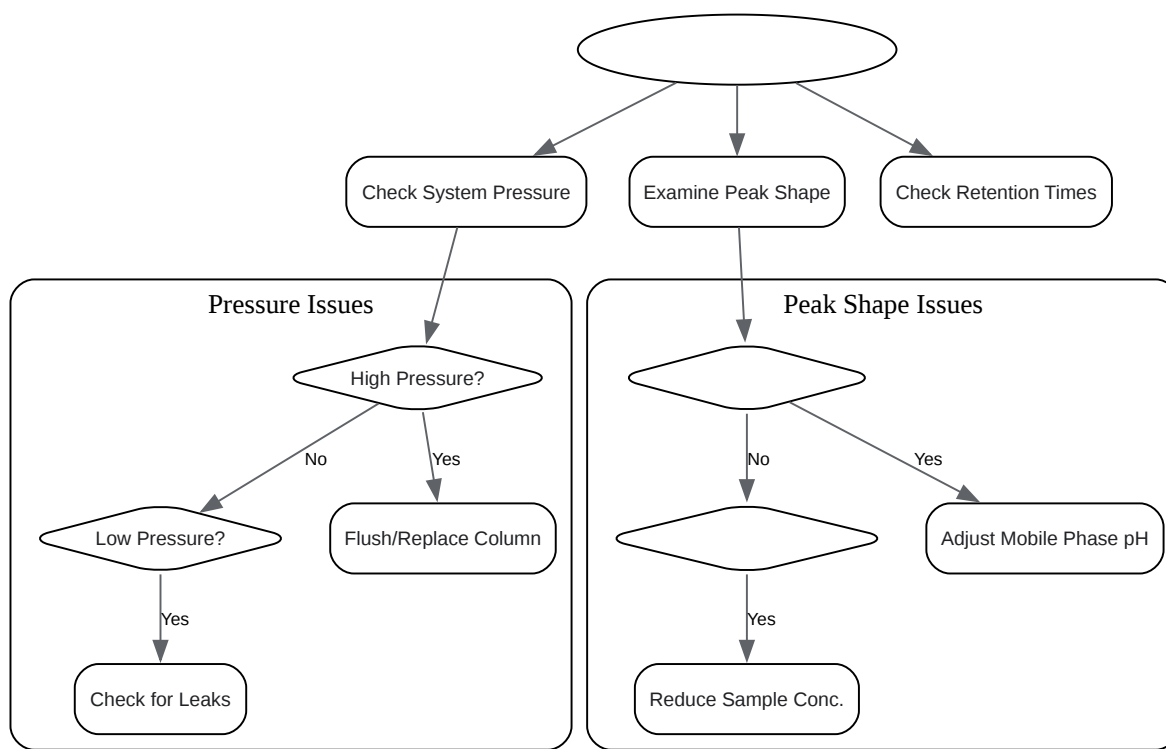 Check System Pressure
Examine Peak Shape
Check Retention Times
Pressure Issues
Peak Shape Issues
High Pressure?
No
Yes
No
Yes
Low Pressure?
Flush/Replace Column
Adjust Mobile Phase pH
Yes
Yes
Check for Leaks
Reduce Sample Conc.